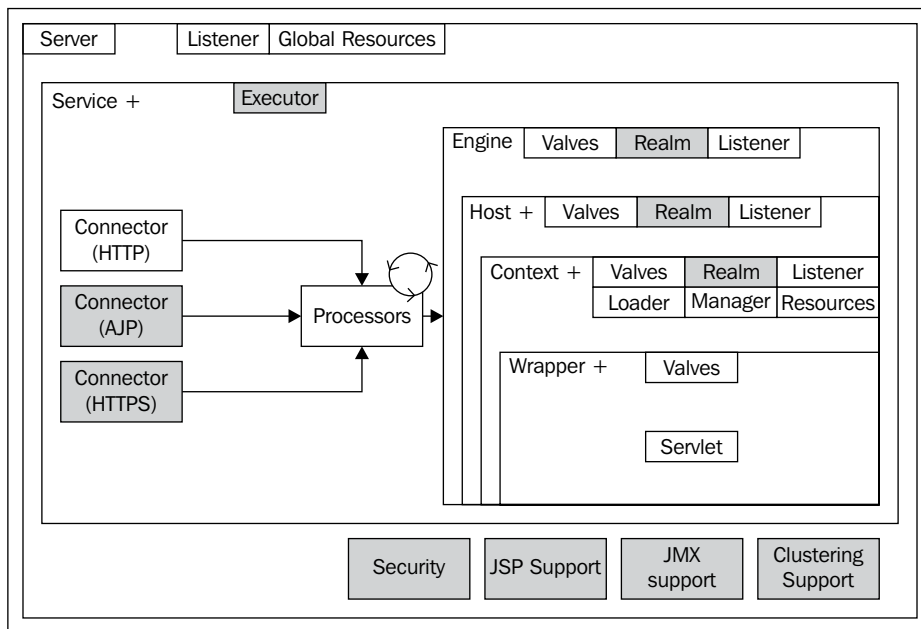 Server
Listener
Global Resources
Service +
Executor
Engine
Valves
Realm
Listener
Host +
Valves
Realm
Listener
Context +
Valves
Realm
Listener
Loader
Manager
Resources
Connector
(HTTP)
Connector
(AJP)
Connector
(HTTPS)
Processors
Wrapper +
Valves
Servlet
Security
JSP Support
JMX
support
Clustering
Support